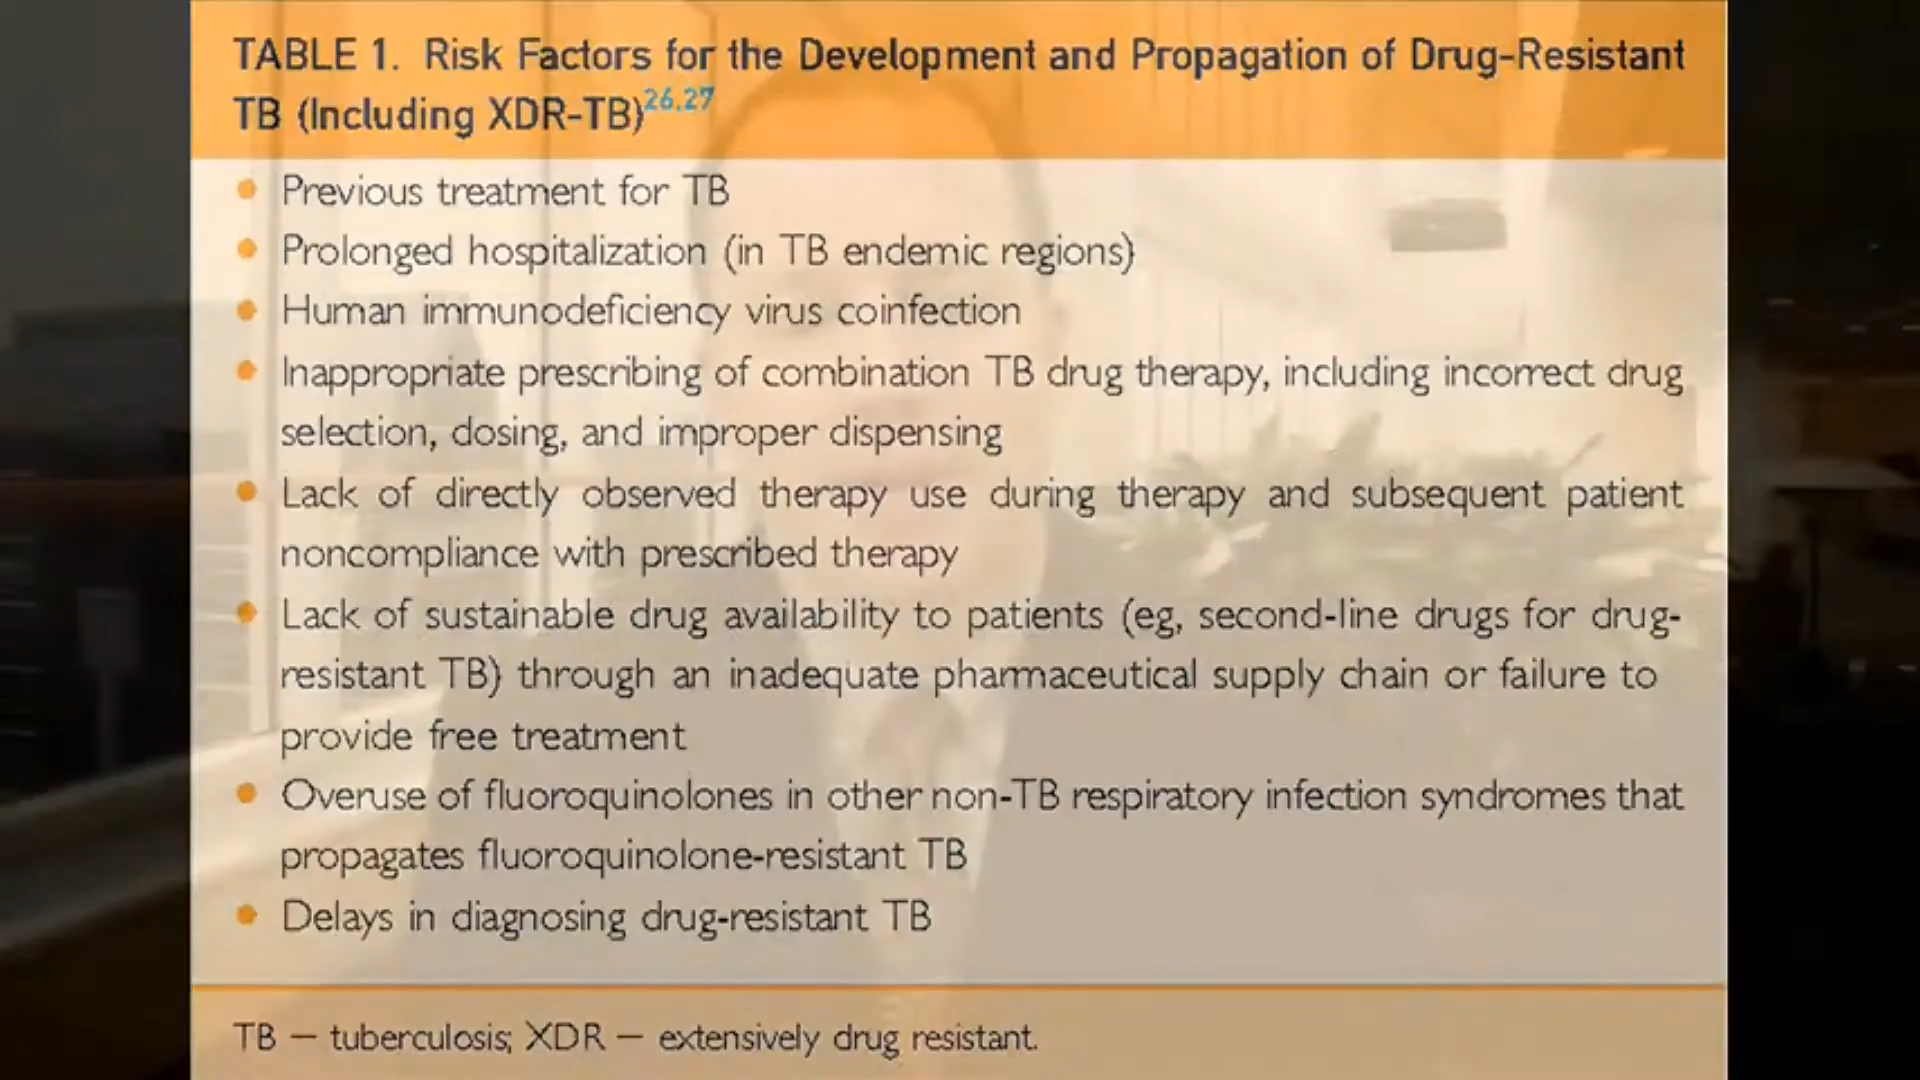 TABLE 1. Risk Factors for the Development and Propagation of Drug-Resistant
TB (Including XDR-TB)26,27
• Previous treatment for TB
• Prolonged hospitalization (in TB endemic regions)
• Human immunodeficiency virus coinfection
• Inappropriate prescribing of combination TB drug therapy, including incorrect drug
selection, dosing, and improper dispensing
• Lack of directly observed therapy use during therapy and subsequent patient
noncompliance with prescribed therapy
• Lack of sustainable drug availability to patients (eg, second-line drugs for drug-
resistant TB) through an inadequate pharmaceutical supply chain or failure to
provide free treatment
• Overuse of fluoroquinolones in other non-TB respiratory infection syndromes that
propagates fluoroquinolone-resistant TB
• Delays in diagnosing drug-resistant TB
TB — tuberculosis; XDR — extensively drug resistant.